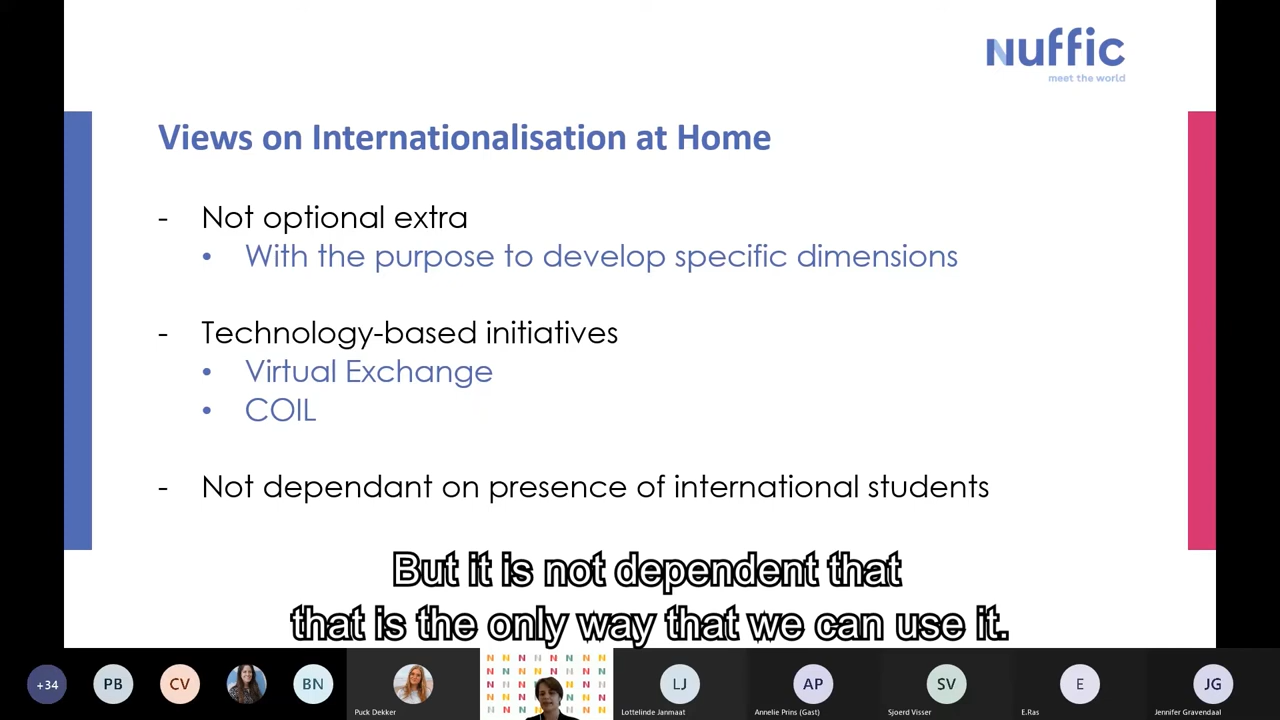 Nuffic
meet the world
Views on Internationalisation at Home
- Not optional extra
• With the purpose to develop specific dimensions
- Technology-based initiatives
• Virtual Exchange
• COIL
- Not dependant on presence of international students
But it is not dependent that
that is the only way that we can use it.
+34 PB CV BN LJ AP SV E JG
Puck Dekker Lottelinde Janmaat Annelie Prins (Gast) Sjoerd Visser E.Ras Jennifer Gravendaal